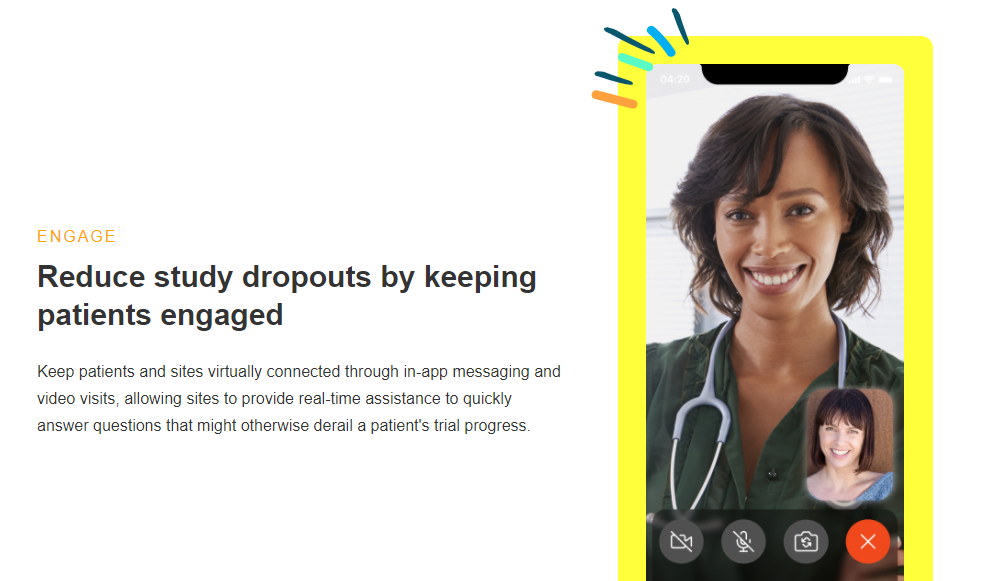 04:20
ENGAGE
Reduce study dropouts by keeping
patients engaged
Keep patients and sites virtually connected through in-app messaging and
video visits, allowing sites to provide real-time assistance to quickly
answer questions that might otherwise derail a patient's trial progress.